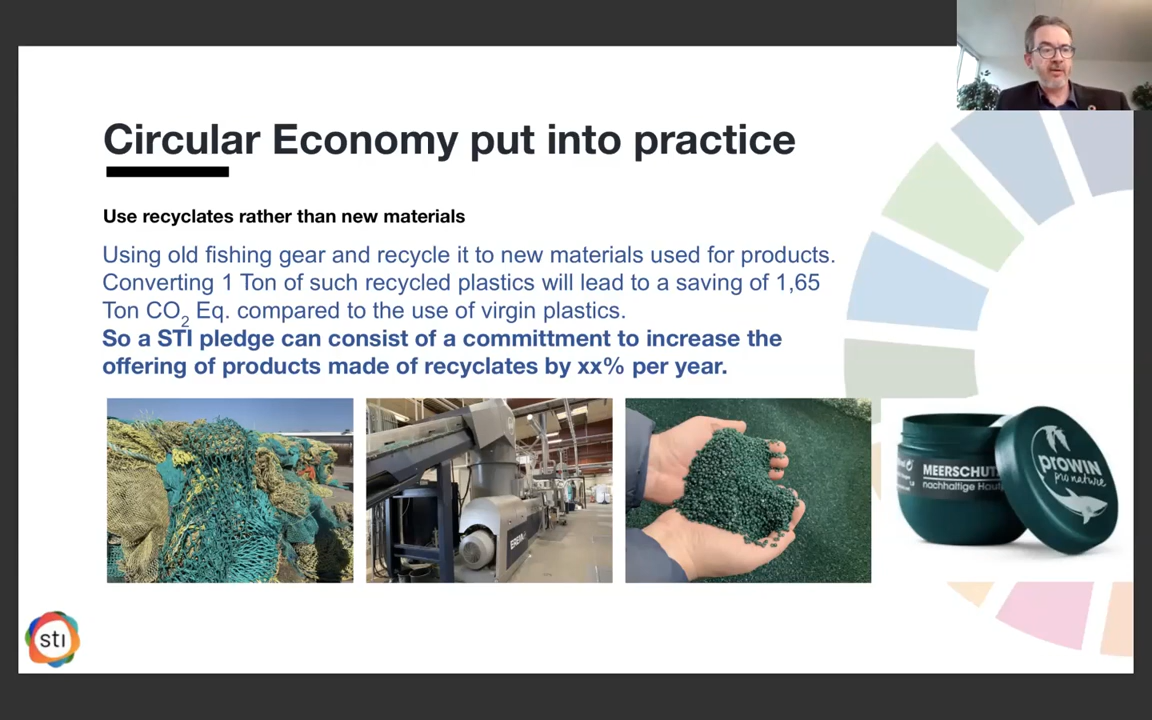 Circular Economy put into practice
Use recyclates rather than new materials
Using old fishing gear and recycle it to new materials used for products.
Converting 1 Ton of such recycled plastics will lead to a saving of 1,65
Ton CO2 Eq. compared to the use of virgin plastics.
So a STI pledge can consist of a committment to increase the
offering of products made of recyclates by xx% per year.
EREMA
MEERSCHUT
nachhaltige Haut
proWIN
pro nature
sti